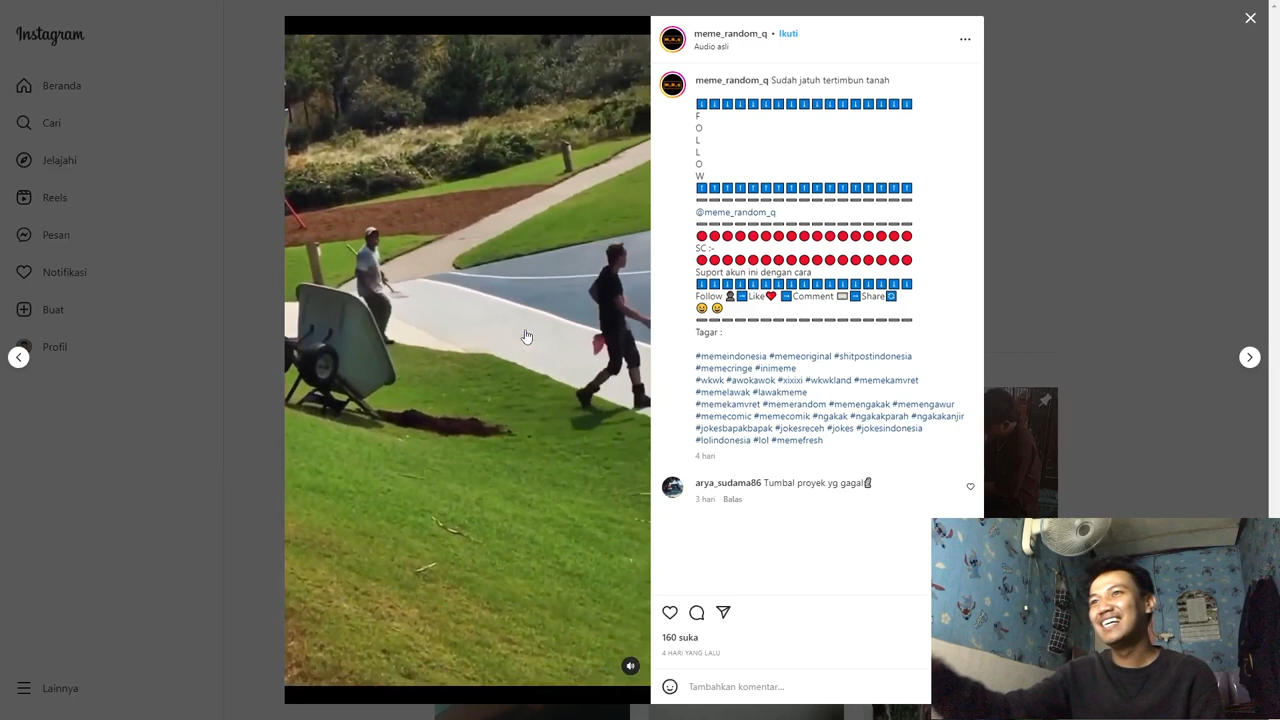 Instagram
Beranda
Cari
Jelajahi
Reels
Pesan
Notifikasi
Buat
Profil
Lainnya
meme_random_q • Ikuti
Audio asli
meme_random_q Sudah jatuh tertimbun tanah
F
O
L
L
O
W
@meme_random_q
SC :-
Suport akun ini dengan cara
Follow 👤➡️Like❤️ ➡️Comment ⌨️➡️Share🔄
Tagar :
#memeindonesia #memeoriginal #shitpostindonesia
#memecringe #inimeme
#wkwk #awokawok #xixixi #wkwkland #memekamvret
#memelawak #lawakmeme
#memekamvret #memerandom #memengakak #memengawur
#memecomic #memecomik #ngakak #ngakakparah #ngakakanjir
#jokesbapakbapak #jokesreceh #jokes #jokesindonesia
#lolindonesia #lol #memefresh
4 hari
arya_sudama86 Tumbal proyek yg gagal🗿
3 hari Balas
160 suka
4 HARI YANG LALU
Tambahkan komentar...